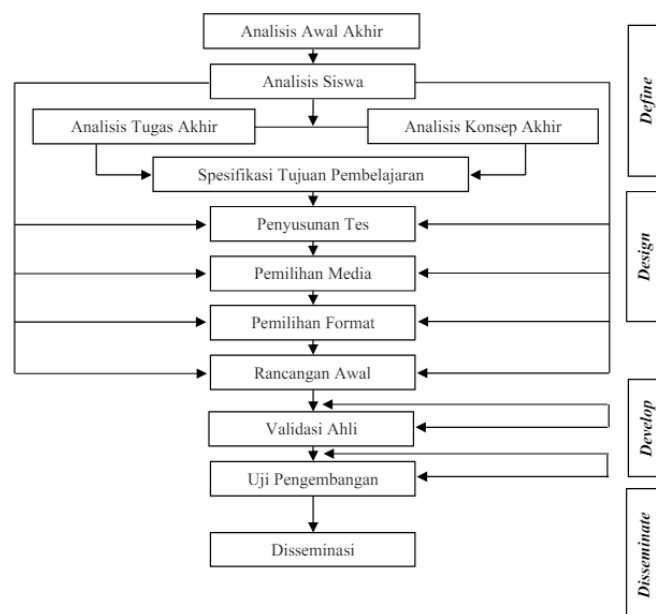 Analisis Awal Akhir
Analisis Siswa
Analisis Tugas Akhir
Analisis Konsep Akhir
Spesifikasi Tujuan Pembelajaran
Define
Penyusunan Tes
Pemilihan Media
Pemilihan Format
Rancangan Awal
Design
Validasi Ahli
Uji Pengembangan
Develop
Disseminasi
Disseminate